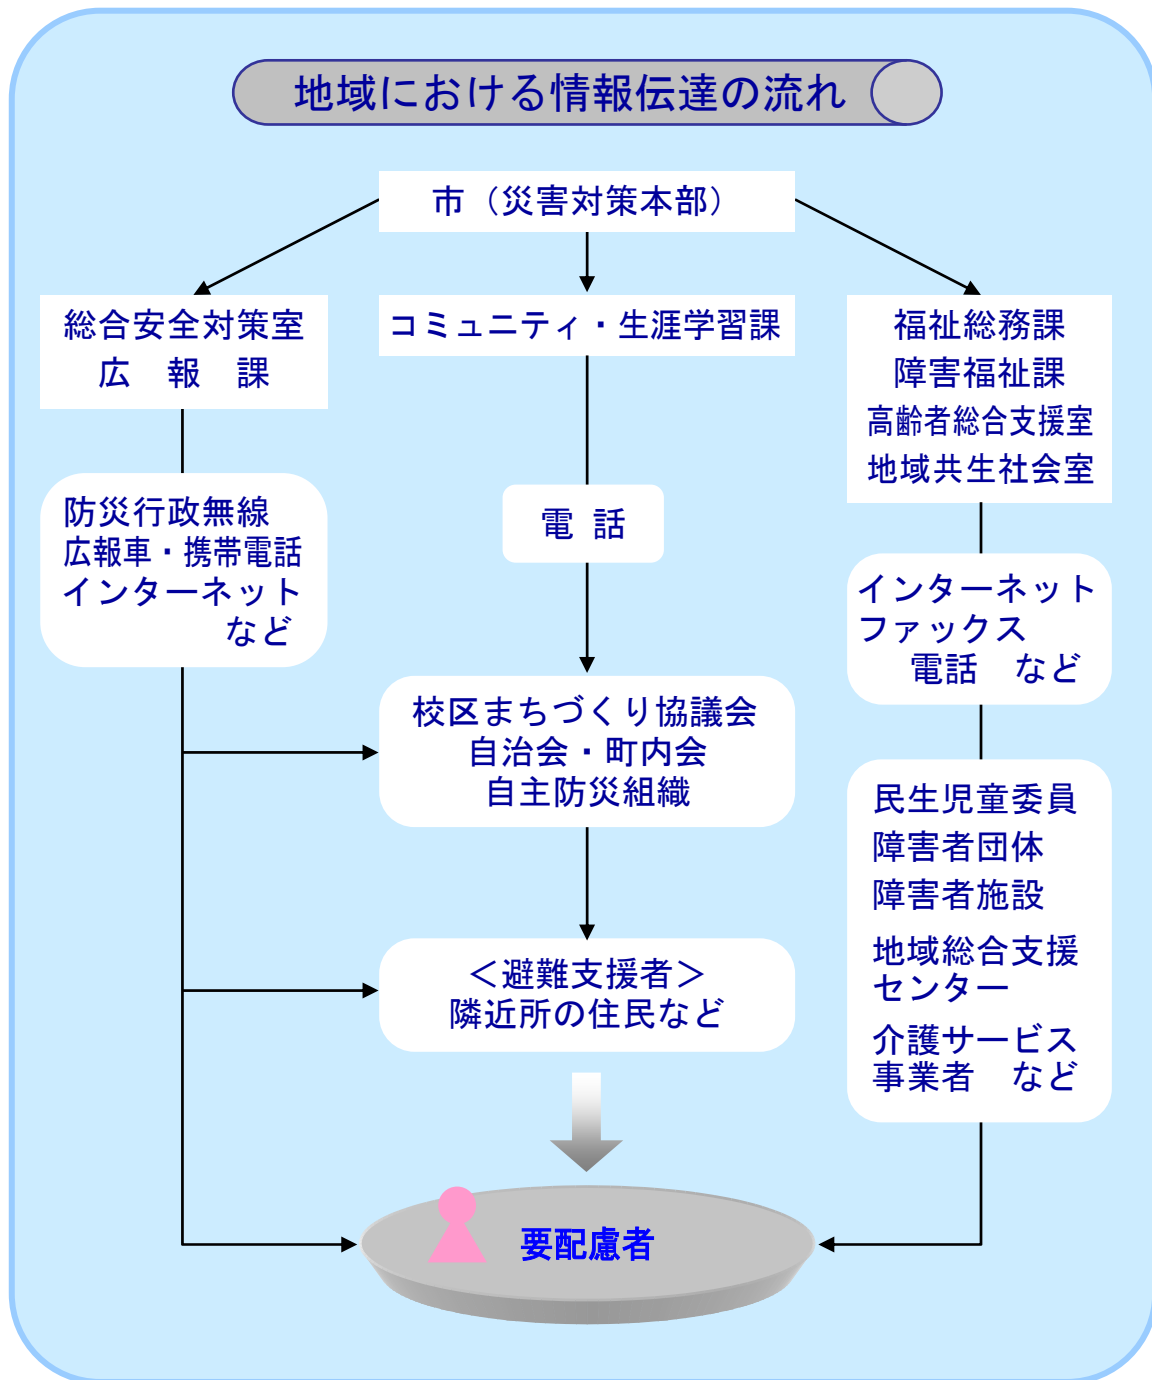 地域における情報伝達の流れ
市（災害対策本部）
総合安全対策室
広　報　課
コミュニティ・生涯学習課
福祉総務課
障害福祉課
高齢者総合支援室
地域共生社会室
防災行政無線
広報車・携帯電話
インターネット
など
電 話
インターネット
ファックス
電話　など
校区まちづくり協議会
自治会・町内会
自主防災組織
民生児童委員
障害者団体
障害者施設
地域総合支援
センター
介護サービス
事業者　など
＜避難支援者＞
隣近所の住民など
要配慮者